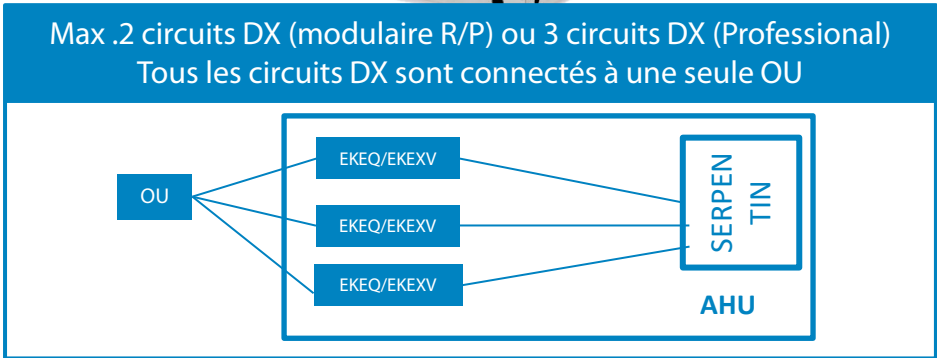 Max .2 circuits DX (modulaire R/P) ou 3 circuits DX (Professional)
Tous les circuits DX sont connectés à une seule OU
EKEQ/EKEXV
OU
EKEQ/EKEXV
EKEQ/EKEXV
SERPEN
TIN
AHU